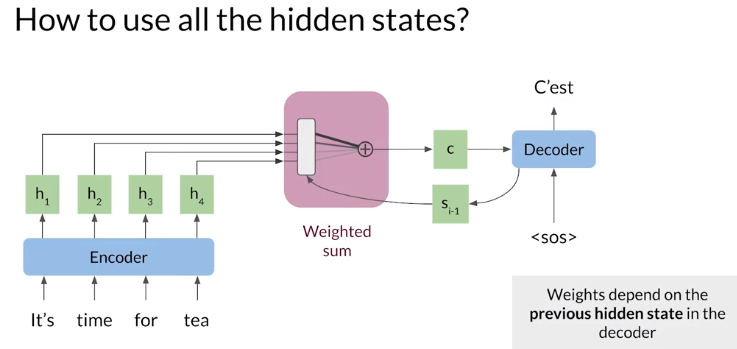 How to use all the hidden states?
C'est
h1 h2 h3 h4
c
Decoder
Si-1
Weighted
sum
<sos>
Encoder
It's time for tea
Weights depend on the
previous hidden state in the
decoder